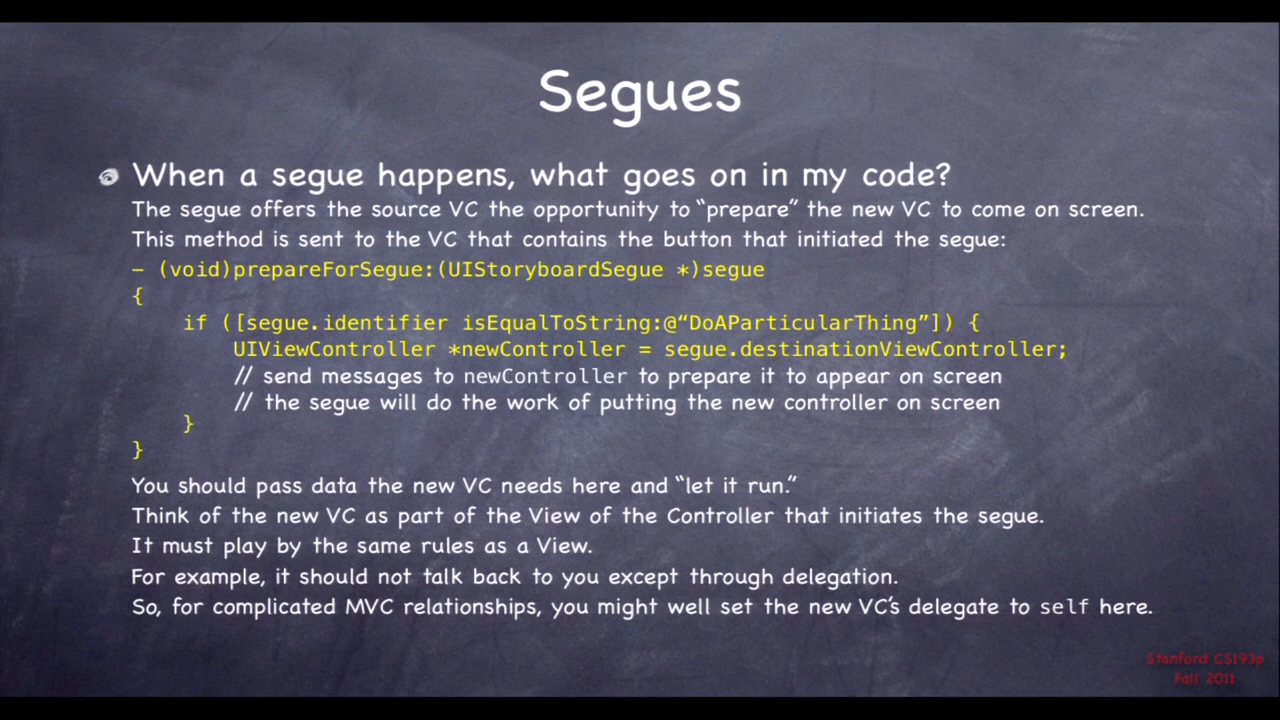 Segues
When a segue happens, what goes on in my code?
The segue offers the source VC the opportunity to “prepare” the new VC to come on screen.
This method is sent to the VC that contains the button that initiated the segue:
- (void)prepareForSegue:(UIStoryboardSegue *)segue
{
if ([segue.identifier isEqualToString:@“DoAParticularThing”]) {
UIViewController *newController = segue.destinationViewController;
// send messages to newController to prepare it to appear on screen
// the segue will do the work of putting the new controller on screen
}
}
You should pass data the new VC needs here and “let it run.”
Think of the new VC as part of the View of the Controller that initiates the segue.
It must play by the same rules as a View.
For example, it should not talk back to you except through delegation.
So, for complicated MVC relationships, you might well set the new VC’s delegate to self here.
Stanford CS193p
Fall 2011